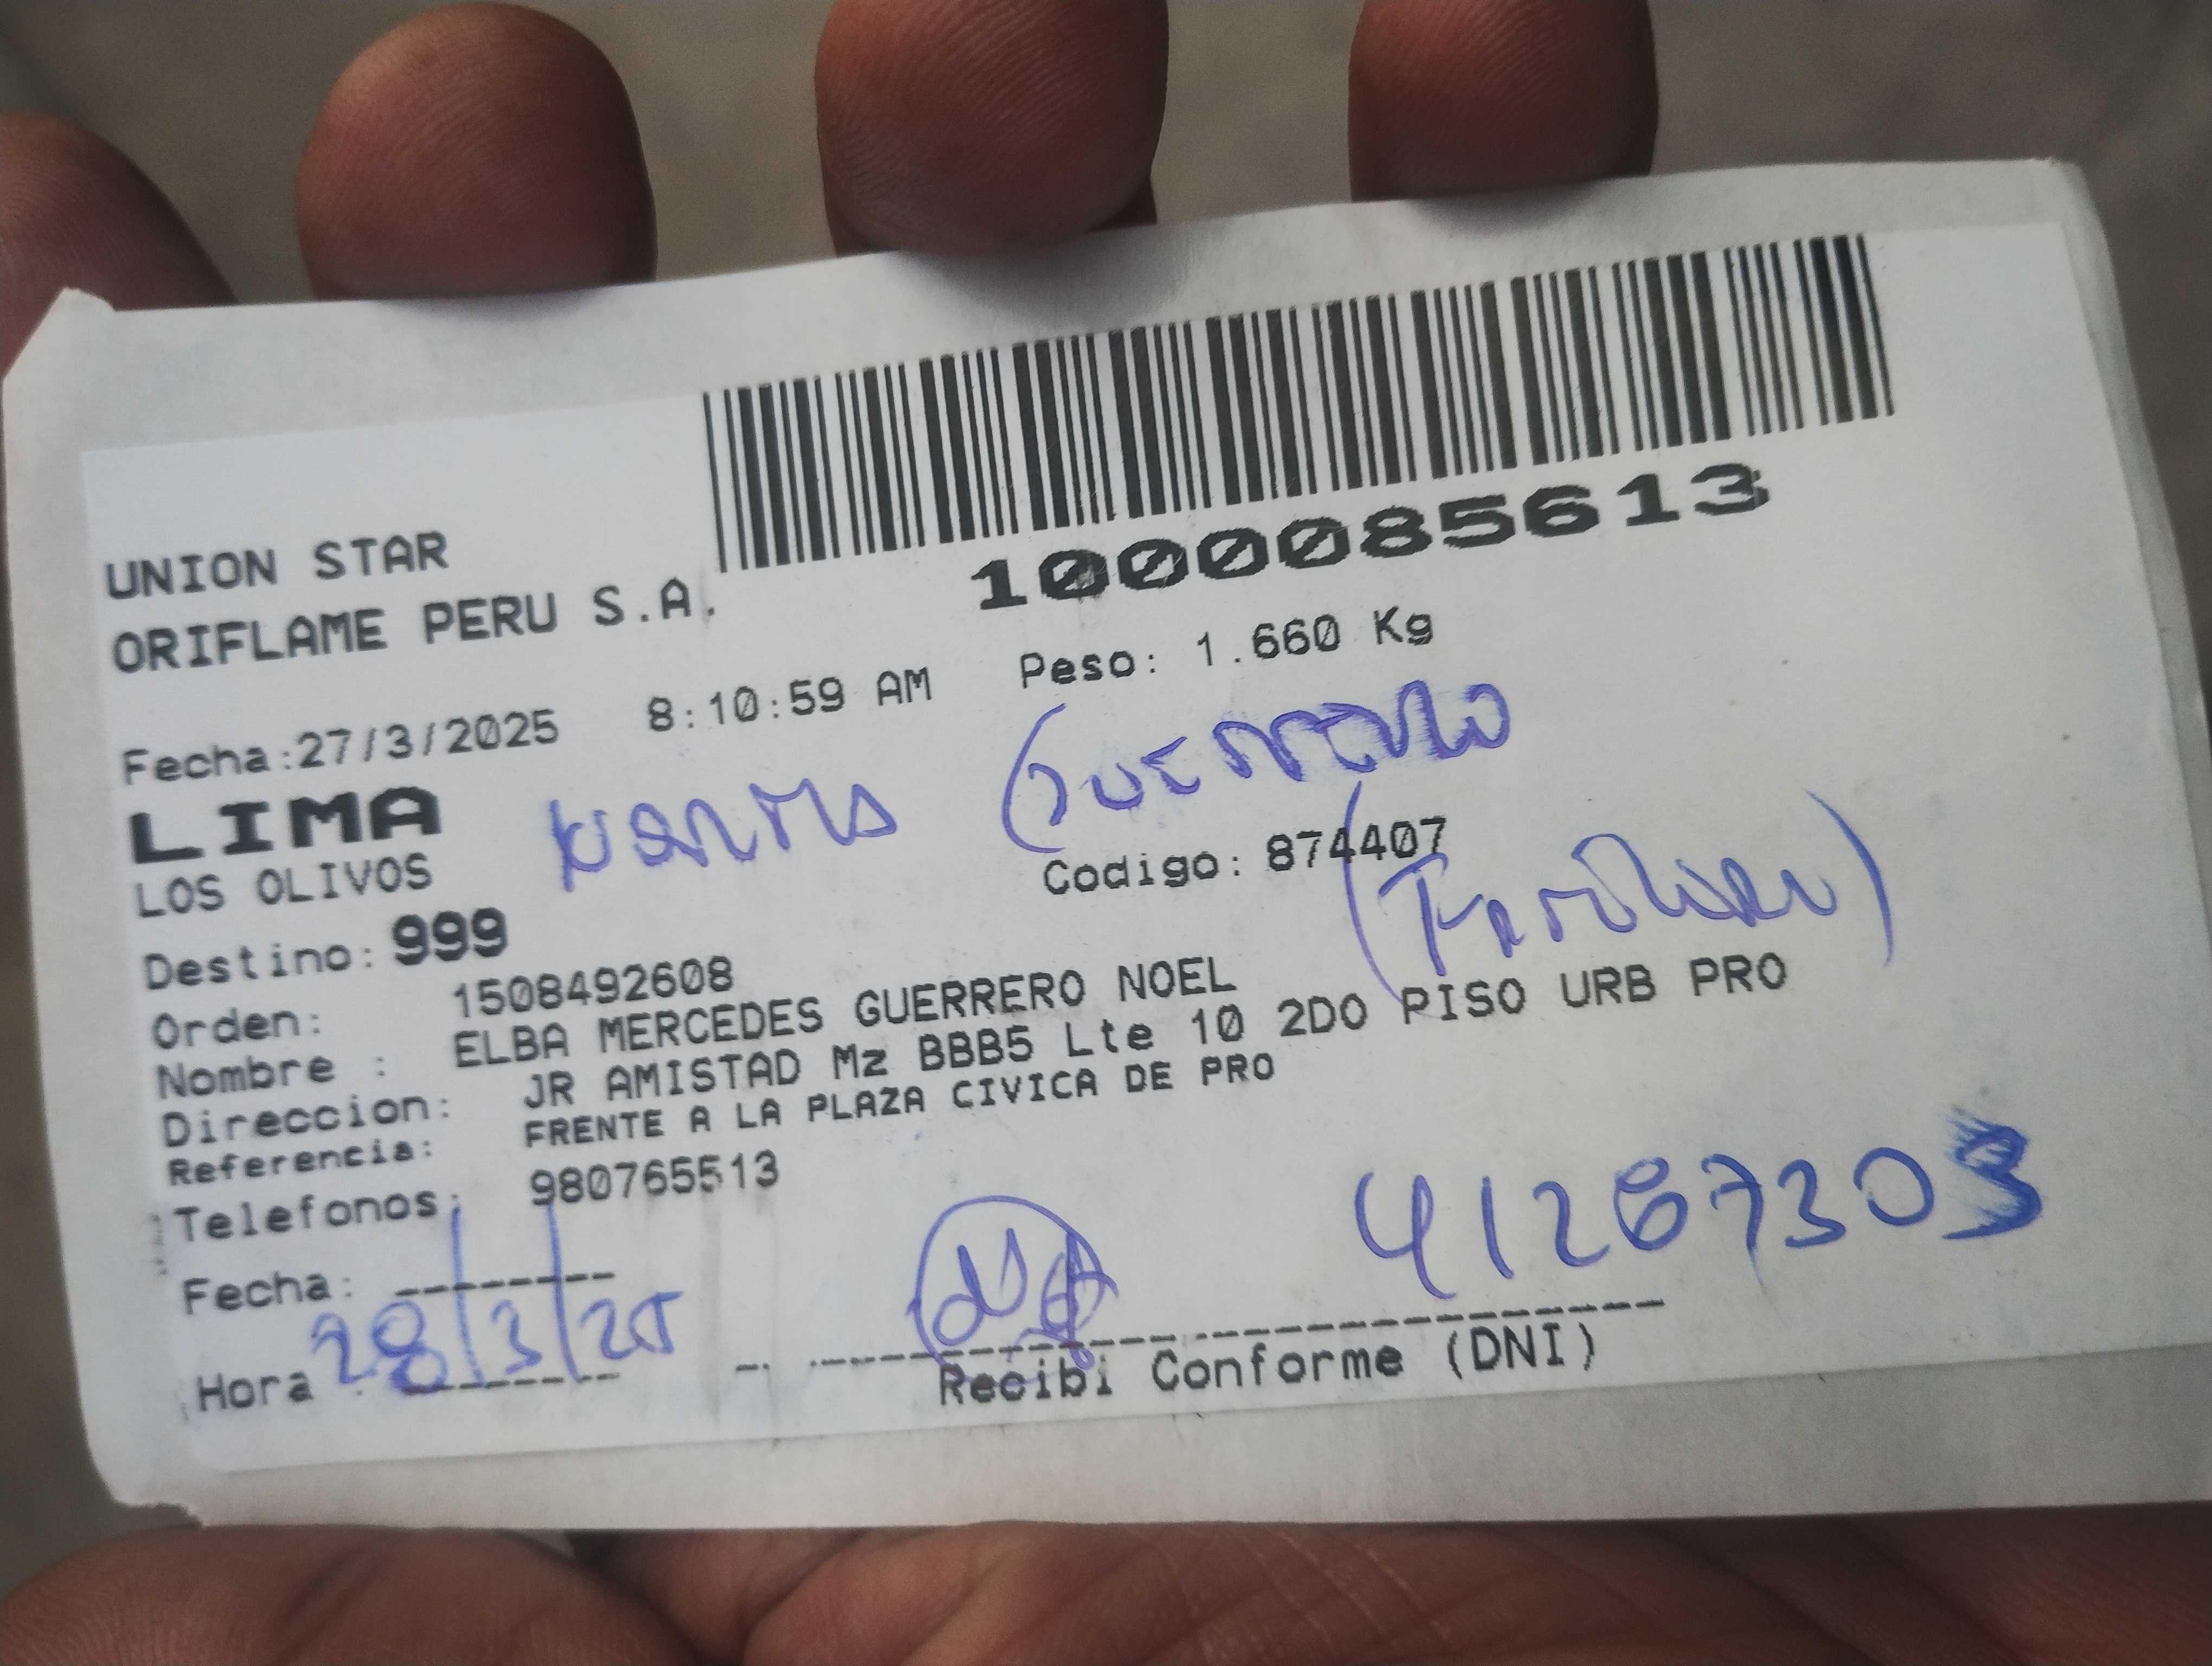 1000085613
UNION STAR
ORIFLAME PERU S.A.
Fecha:27/3/2025 8:10:59 AM Peso: 1.660 Kg
LIMA
Guerrero
LOS OLIVOS Codigo: 874407
(Familiar)
Destino: 999
Orden: 1508492608
Nombre : ELBA MERCEDES GUERRERO NOEL
Direccion: JR AMISTAD Mz BBB5 Lte 10 2DO PISO URB PRO
Referencia: FRENTE A LA PLAZA CIVICA DE PRO
Telefonos: 980765513
Fecha: 28/3/25
Hora
Recibi Conforme (DNI)